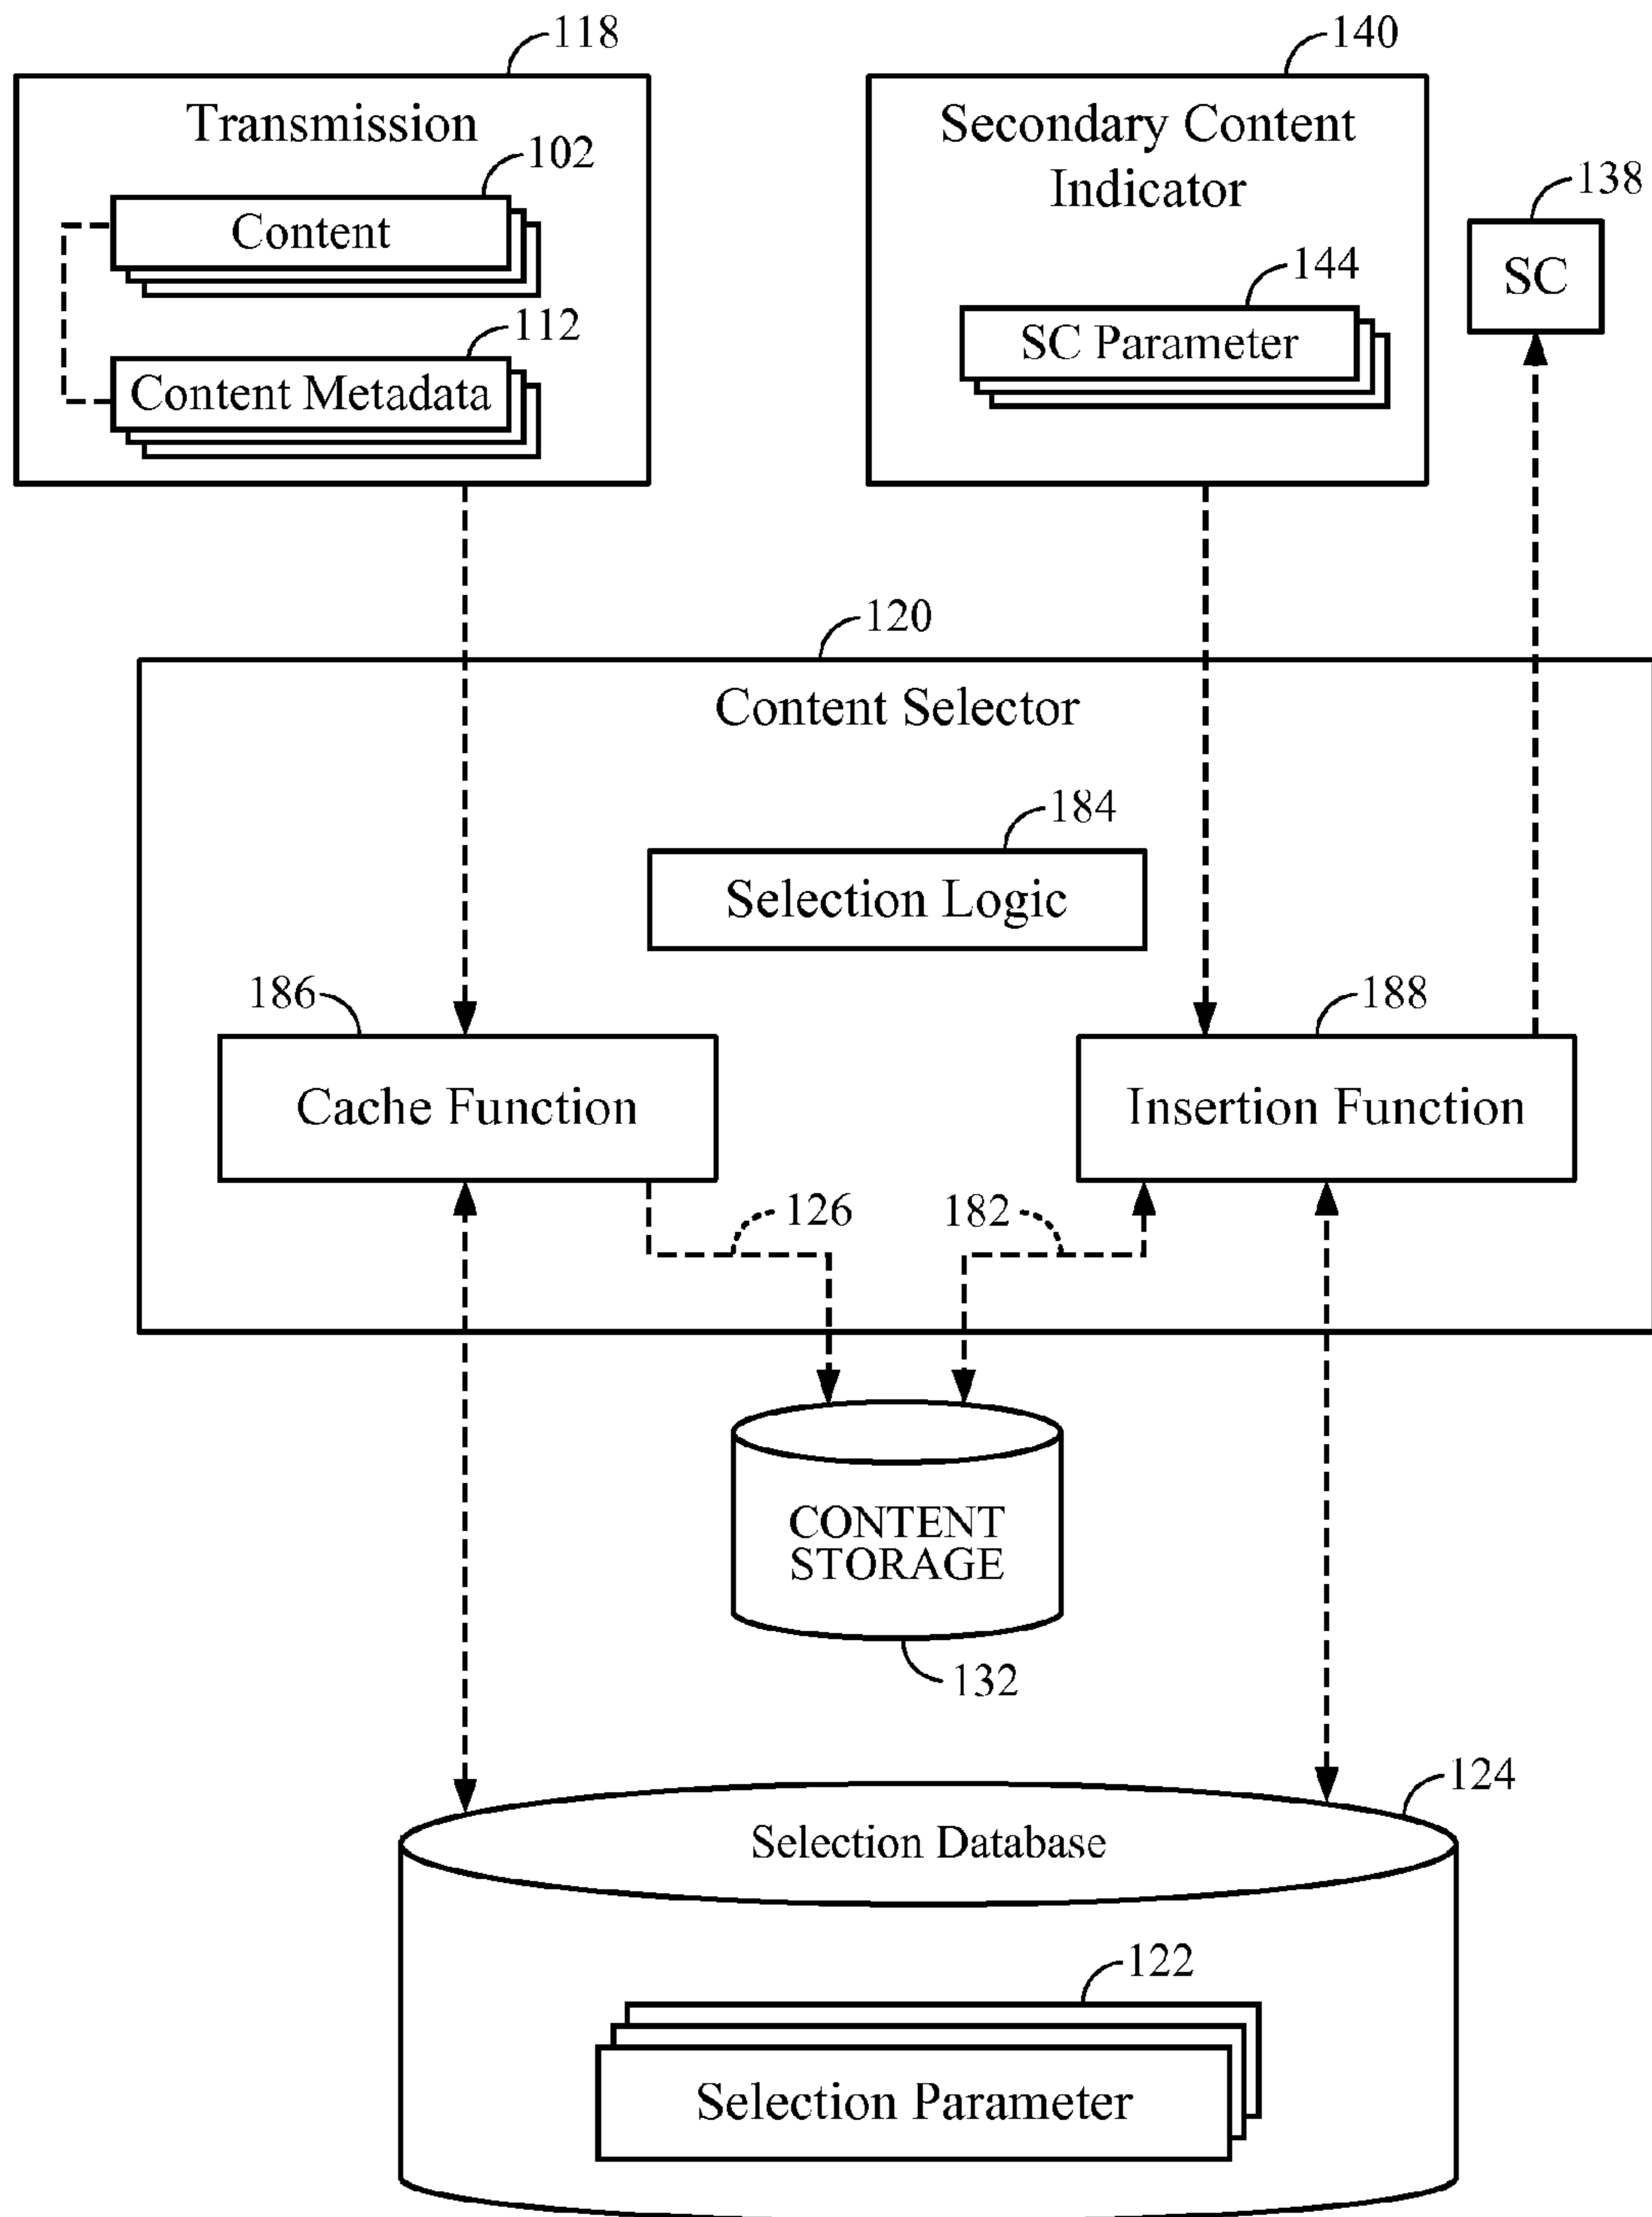 118
140
Transmission
Secondary Content
Indicator
102
Content
138
SC
144
SC Parameter
112
Content Metadata
120
Content Selector
184
Selection Logic
186
188
Cache Function
Insertion Function
126
182
CONTENT
STORAGE
132
124
Selection Database
122
Selection Parameter